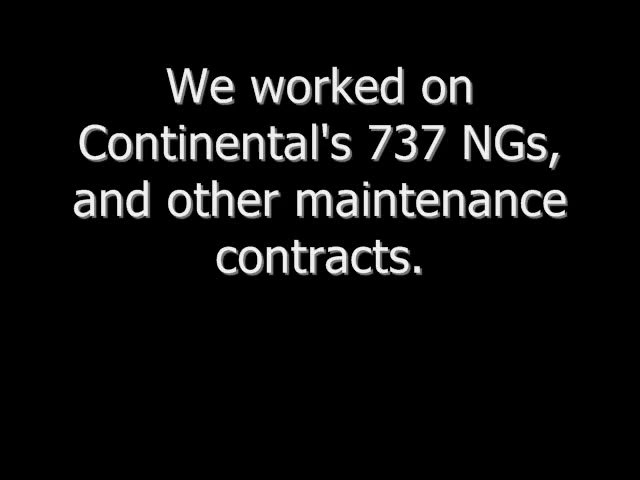 We worked on
Continental's 737 NGs,
and other maintenance
contracts.